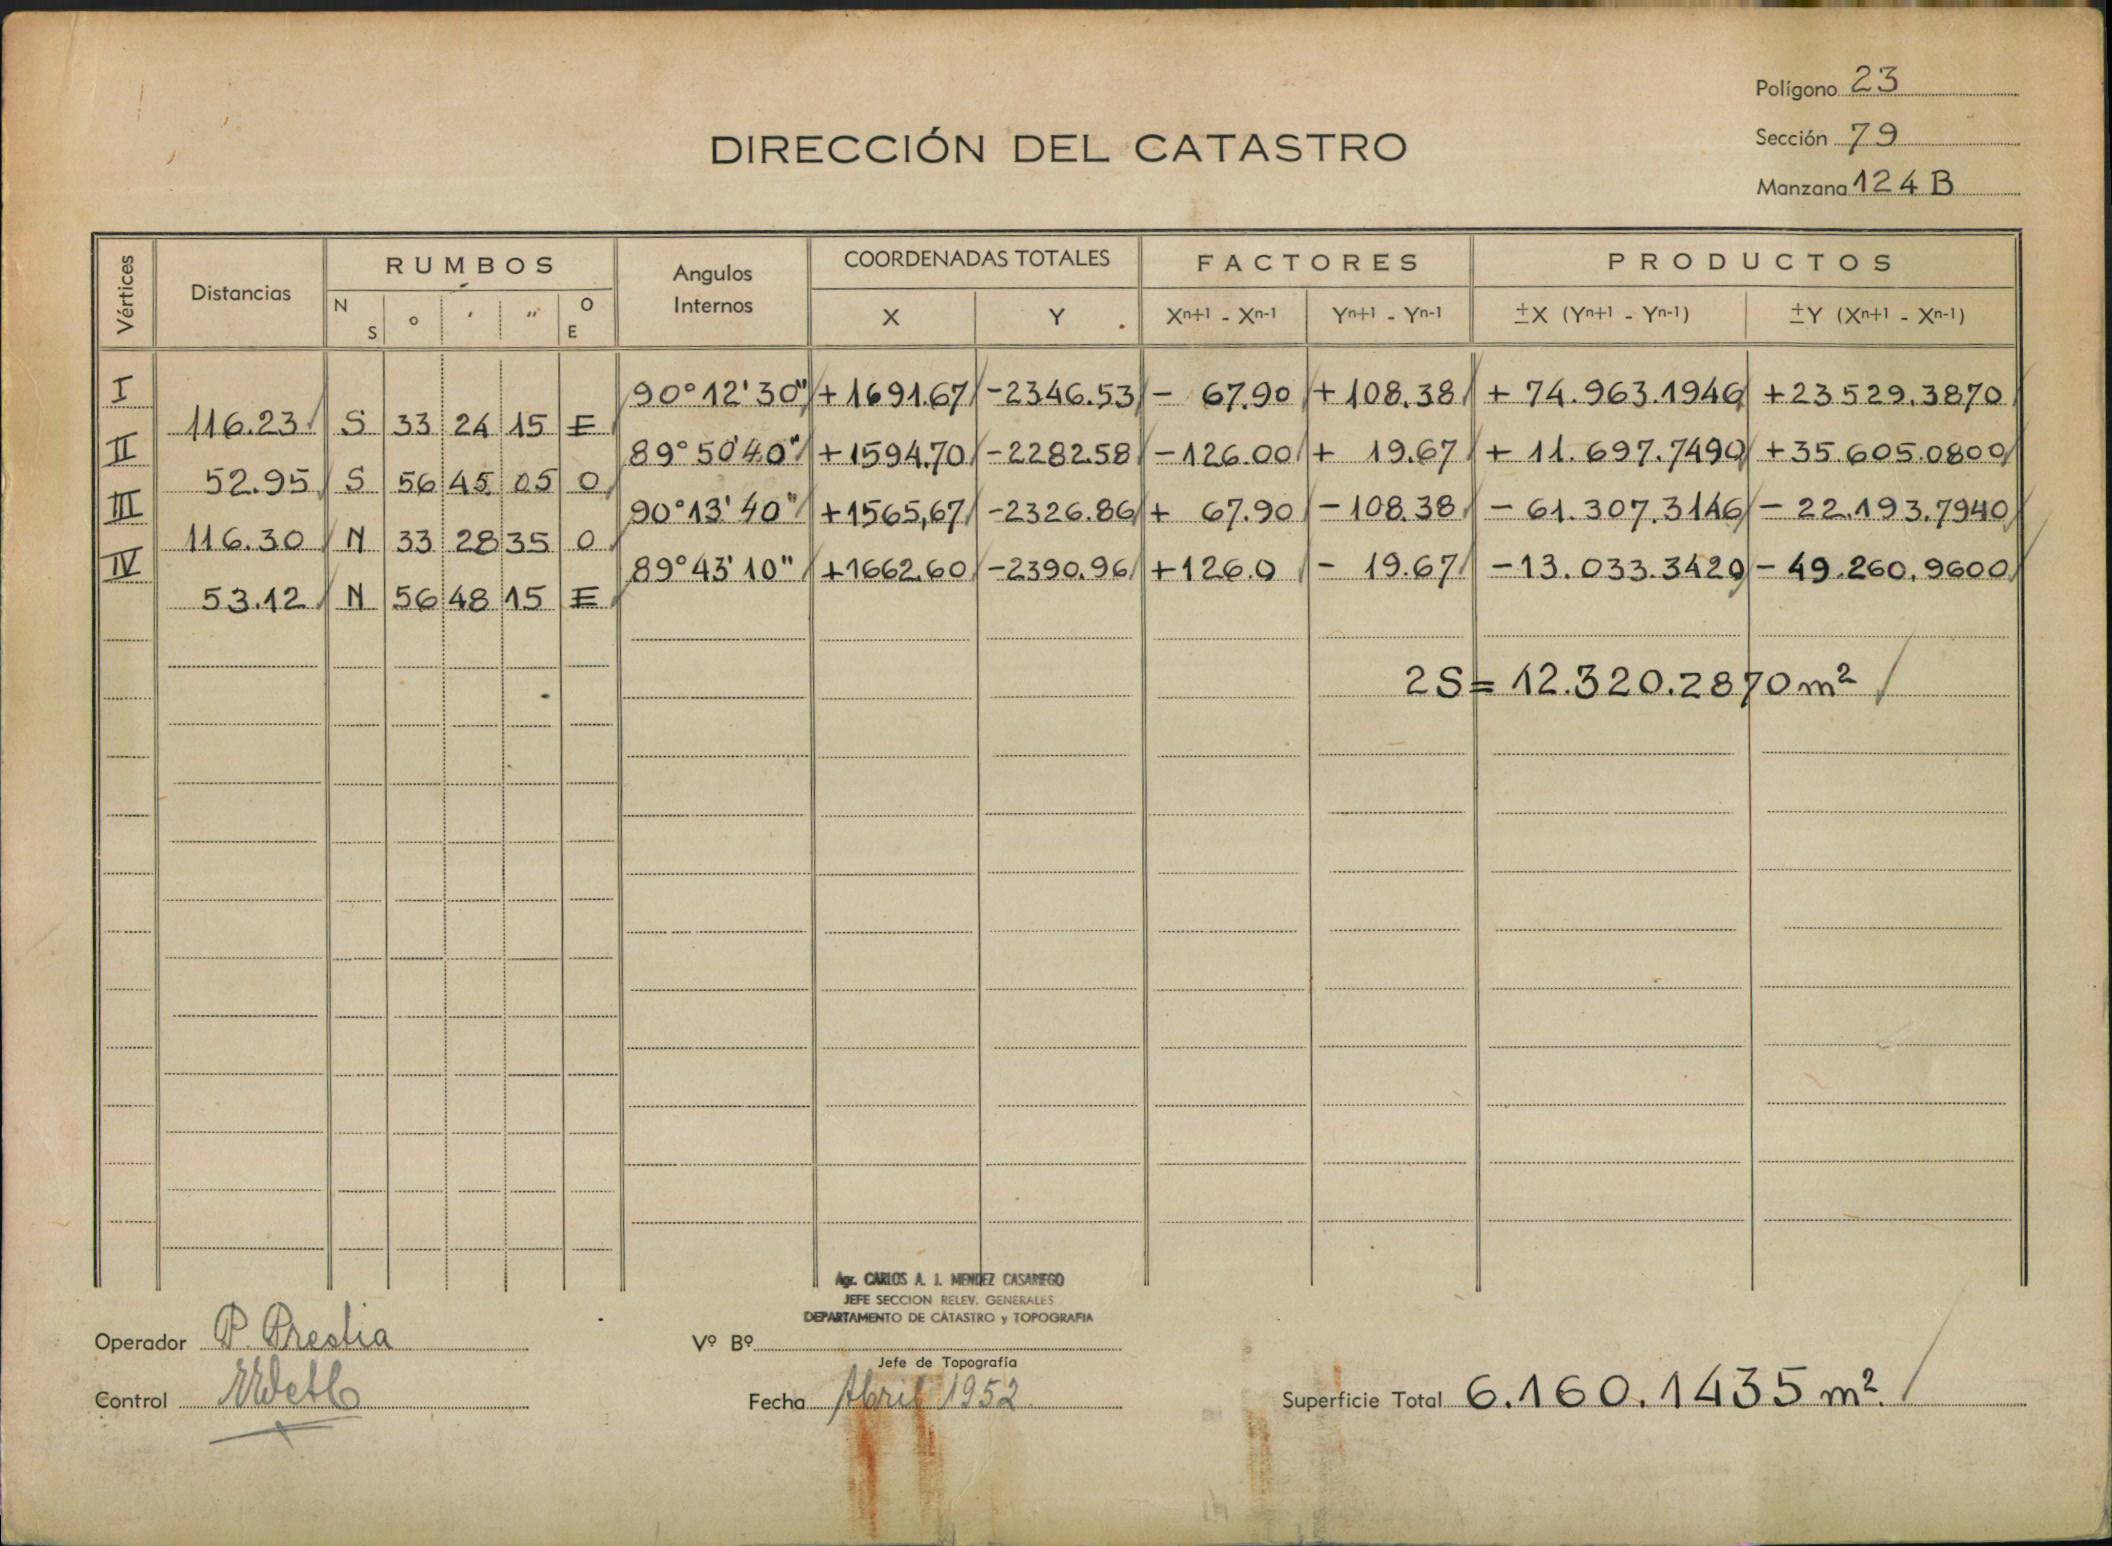 Polígono 23
DIRECCIÓN DEL CATASTRO
Sección 79
Manzana 124 B
Vértices Distancias RUMBOS Angulos Internos COORDENADAS TOTALES FACTORES PRODUCTOS
N S ° ' " O E X Y Xn+1 - Xn-1 Yn+1 - Yn-1 ±X (Yn+1 - Yn-1) ±Y (Xn+1 - Xn-1)
I 90° 12' 30" +1691.67 -2346.53 - 67.90 +108.38 + 74.963.1946 +23529.3870
116.23 S 33 24 15 E
II 89° 50' 40" +1594.70 -2282.58 -126.00 + 19.67 + 11.697.7490 +35.605.0800
52.95 S 56 45 05 O
III 90° 13' 40" +1565,67 -2326.86 + 67.90 -108.38 - 61.307.3146 - 22.193.7940
116.30 N 33 28 35 O
IV 89° 43' 10" +1662.60 -2390.96 +126.0 - 19.67 -13.033.3420 - 49.260.9600
53.12 N 56 48 15 E
2S= 12.320.2870 m²
Agr. CARLOS A. J. MENDEZ CASARIEGO
JEFE SECCION RELEV. GENERALES
DEPARTAMENTO DE CATASTRO y TOPOGRAFIA
Operador P. Prestia
Vº Bº
Jefe de Topografía
Control
Fecha Abril 1952
Superficie Total 6.160.1435 m².